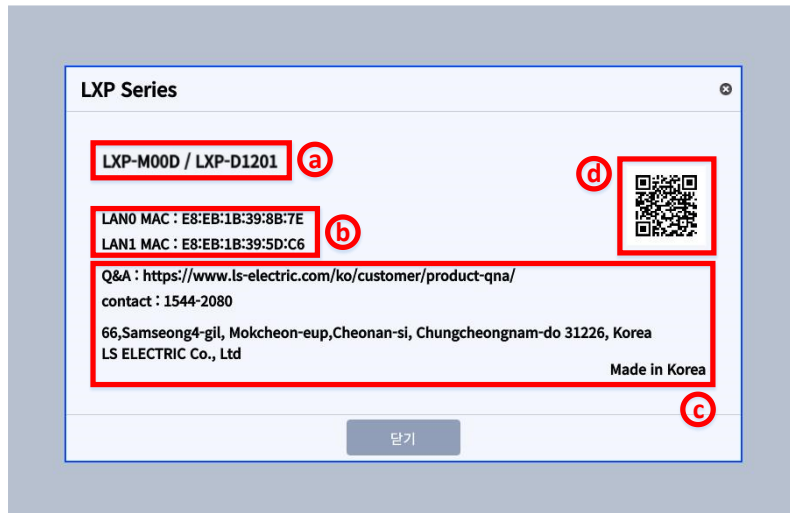 LXP Series
LXP-M00D / LXP-D1201
a
d
LAN0 MAC : E8:EB:1B:39:8B:7E
LAN1 MAC : E8:EB:1B:39:5D:C6
b
Q&A : https://www.ls-electric.com/ko/customer/product-qna/
contact : 1544-2080
66,Samseong4-gil, Mokcheon-eup,Cheonan-si, Chungcheongnam-do 31226, Korea
LS ELECTRIC Co., Ltd
Made in Korea
c
닫기